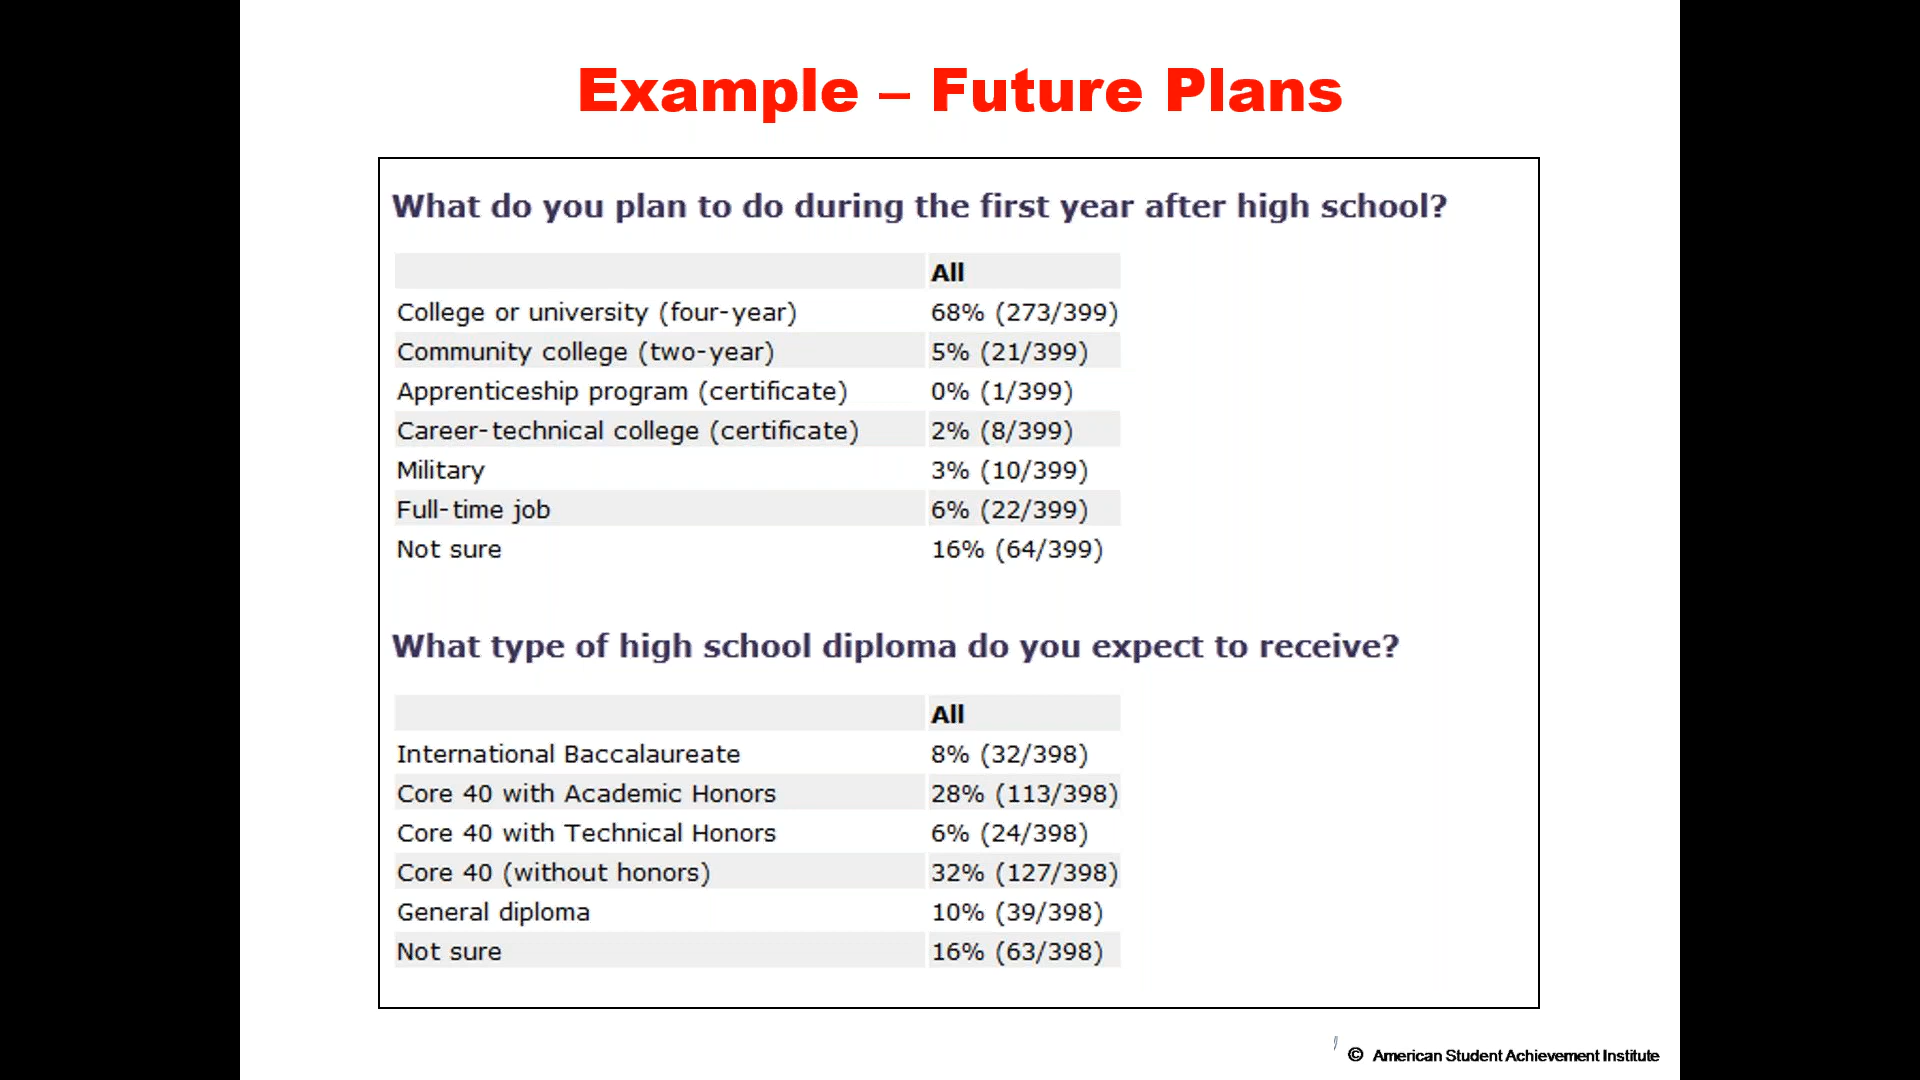 Example – Future Plans
What do you plan to do during the first year after high school?
All
College or university (four-year) 68% (273/399)
Community college (two-year) 5% (21/399)
Apprenticeship program (certificate) 0% (1/399)
Career-technical college (certificate) 2% (8/399)
Military 3% (10/399)
Full-time job 6% (22/399)
Not sure 16% (64/399)
What type of high school diploma do you expect to receive?
All
International Baccalaureate 8% (32/398)
Core 40 with Academic Honors 28% (113/398)
Core 40 with Technical Honors 6% (24/398)
Core 40 (without honors) 32% (127/398)
General diploma 10% (39/398)
Not sure 16% (63/398)
© American Student Achievement Institute